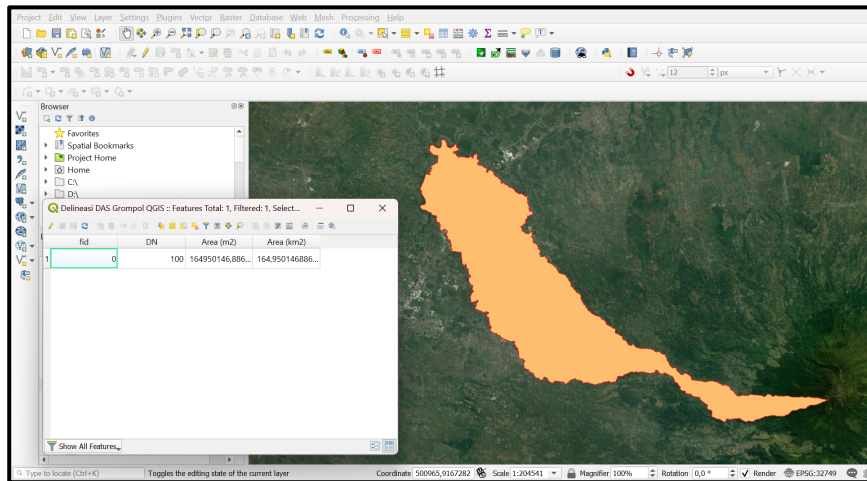 Project Edit View Layer Settings Plugins Vector Raster Database Web Mesh Processing Help
12 px
Browser
Favorites
Spatial Bookmarks
Project Home
Home
C:\
D:\
Delineasi DAS Grompol QGIS :: Features Total: 1, Filtered: 1, Select...
fid DN Area (m2) Area (km2)
1 0 100 164950146,886... 164,950146886...
Show All Features
Type to locate (Ctrl+K) Toggles the editing state of the current layer Coordinate 500965,9167282 Scale 1:204541 Magnifier 100% Rotation 0,0 ° Render EPSG:32749